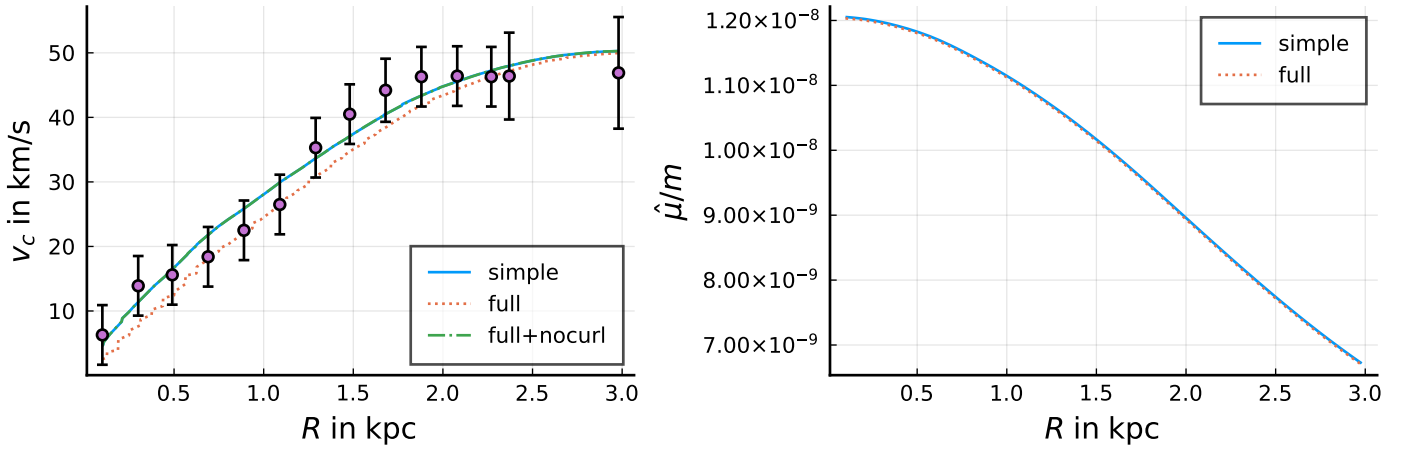 v_c in km/s
50
40
30
20
10
simple
full
full+nocurl
0.5 1.0 1.5 2.0 2.5 3.0
R in kpc
μ̂/m
1.20×10⁻⁸
1.10×10⁻⁸
1.00×10⁻⁸
9.00×10⁻⁹
8.00×10⁻⁹
7.00×10⁻⁹
simple
full
0.5 1.0 1.5 2.0 2.5 3.0
R in kpc